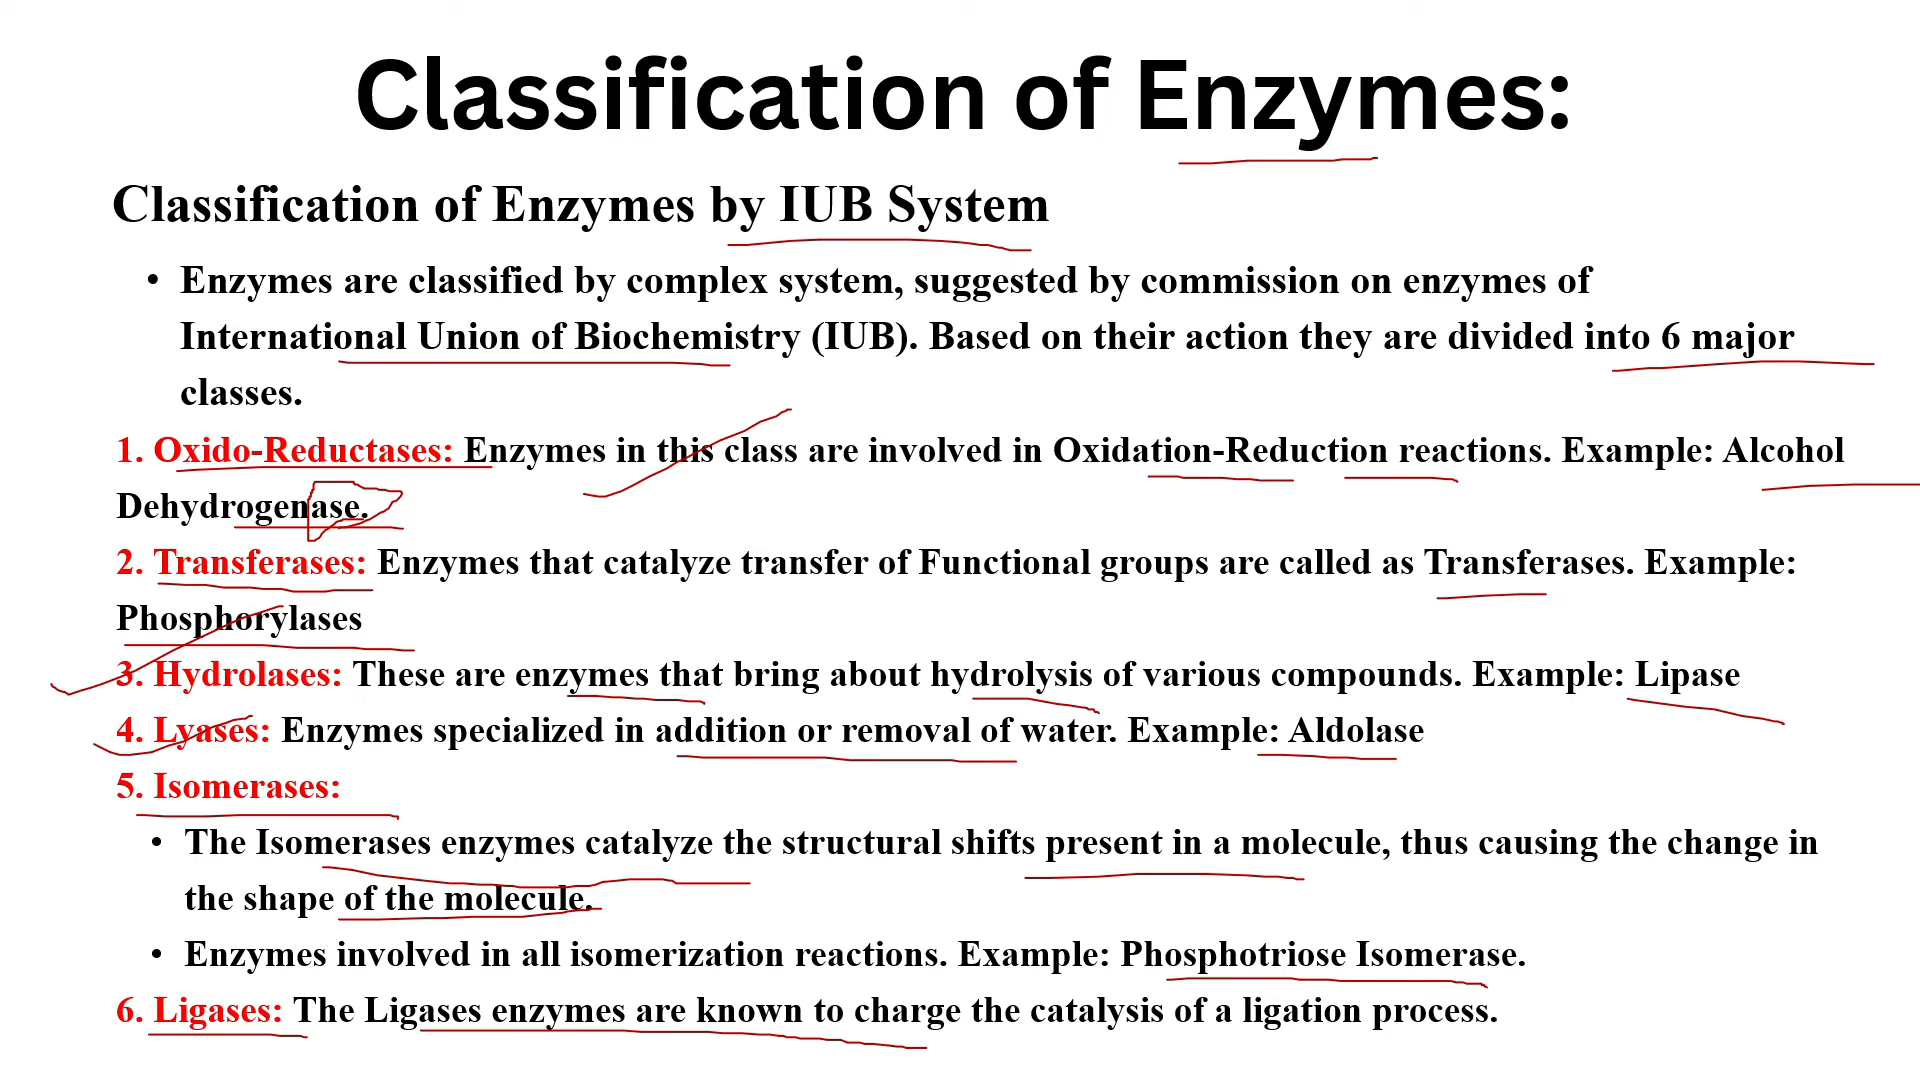 Classification of Enzymes:
Classification of Enzymes by IUB System
• Enzymes are classified by complex system, suggested by commission on enzymes of
International Union of Biochemistry (IUB). Based on their action they are divided into 6 major
classes.
1. Oxido-Reductases: Enzymes in this class are involved in Oxidation-Reduction reactions. Example: Alcohol
Dehydrogenase.
2. Transferases: Enzymes that catalyze transfer of Functional groups are called as Transferases. Example:
Phosphorylases
3. Hydrolases: These are enzymes that bring about hydrolysis of various compounds. Example: Lipase
4. Lyases: Enzymes specialized in addition or removal of water. Example: Aldolase
5. Isomerases:
• The Isomerases enzymes catalyze the structural shifts present in a molecule, thus causing the change in
the shape of the molecule.
• Enzymes involved in all isomerization reactions. Example: Phosphotriose Isomerase.
6. Ligases: The Ligases enzymes are known to charge the catalysis of a ligation process.